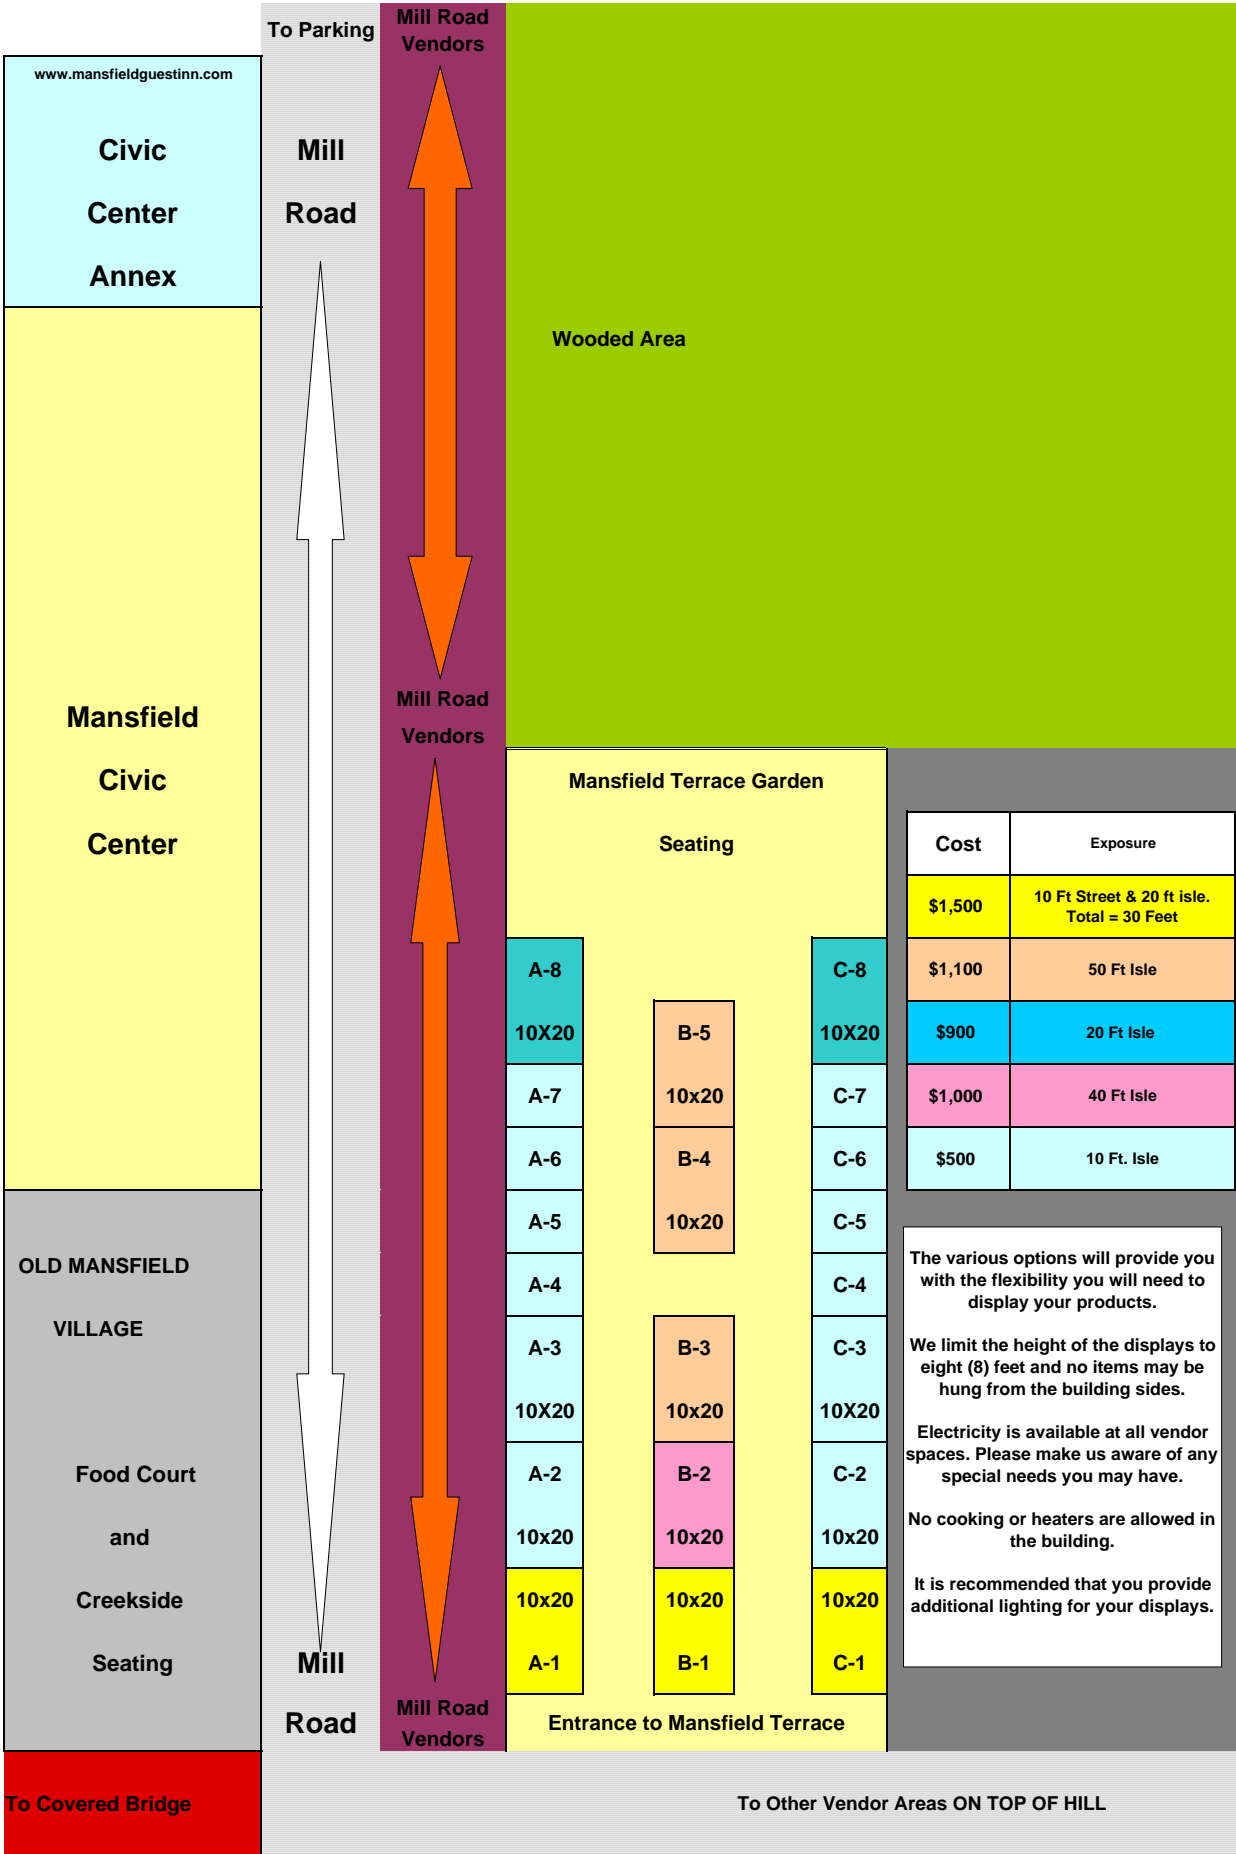 To Parking
Mill Road
Vendors
www.mansfieldguestinn.com
Civic
Center
Annex
Mill
Road
Wooded Area
Mansfield
Civic
Center
Mill Road
Vendors
Mansfield Terrace Garden
Seating
Cost Exposure
$1,500 10 Ft Street & 20 ft isle.
Total = 30 Feet
$1,100 50 Ft Isle
$900 20 Ft Isle
$1,000 40 Ft Isle
$500 10 Ft. Isle
A-8 C-8
10X20 B-5 10X20
A-7 10x20 C-7
A-6 B-4 C-6
A-5 10x20 C-5
A-4 C-4
A-3 B-3 C-3
10X20 10x20 10X20
A-2 B-2 C-2
10x20 10x20 10x20
10x20 10x20 10x20
A-1 B-1 C-1
Entrance to Mansfield Terrace
The various options will provide you
with the flexibility you will need to
display your products.
We limit the height of the displays to
eight (8) feet and no items may be
hung from the building sides.
Electricity is available at all vendor
spaces. Please make us aware of any
special needs you may have.
No cooking or heaters are allowed in
the building.
It is recommended that you provide
additional lighting for your displays.
OLD MANSFIELD
VILLAGE
Food Court
and
Creekside
Seating
Mill
Road
Mill Road
Vendors
To Covered Bridge
To Other Vendor Areas ON TOP OF HILL